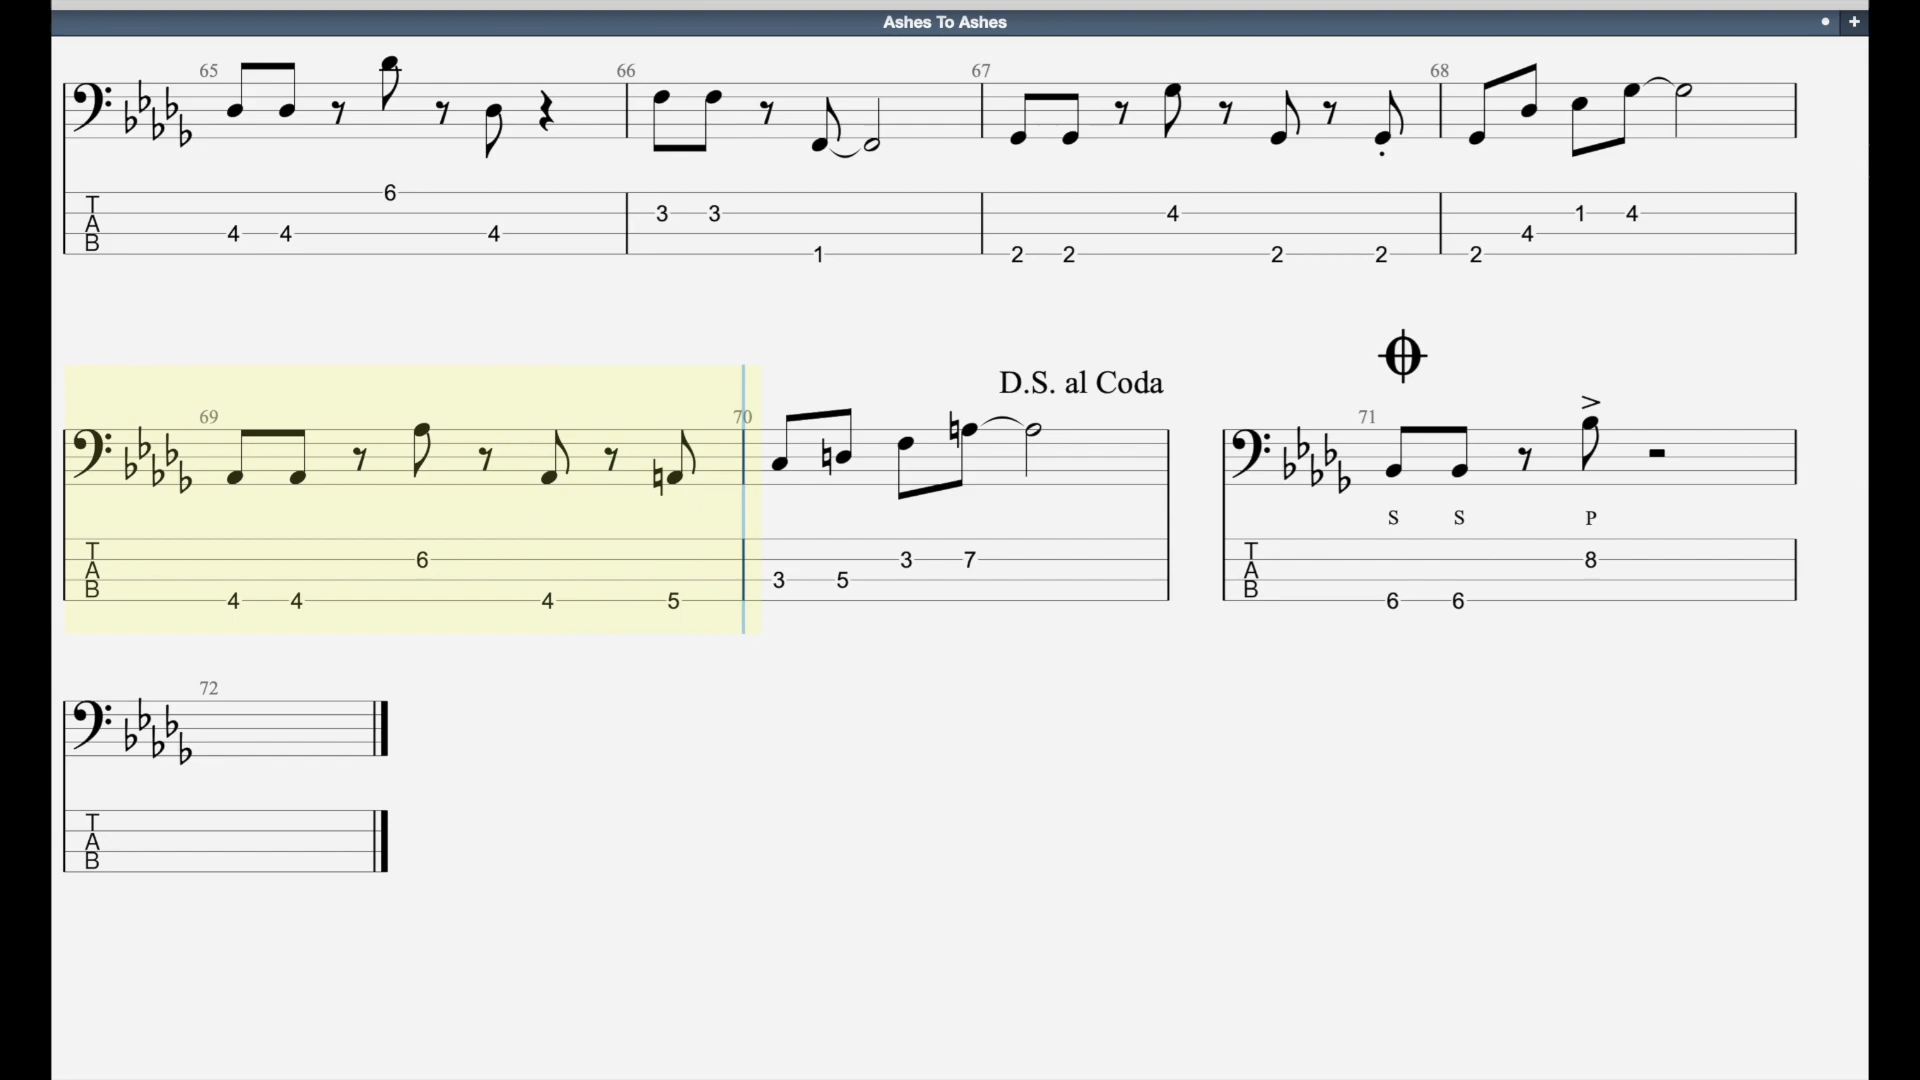 Ashes To Ashes
65 66 67 68
T
A
B
6
3 3 4 1 4
4 4 4 4
1 2 2 2 2 2
D.S. al Coda
69 70 71
S S P
T
A
B
T
A
B
6 3 7 8
3 5
4 4 4 5 6 6
72
T
A
B